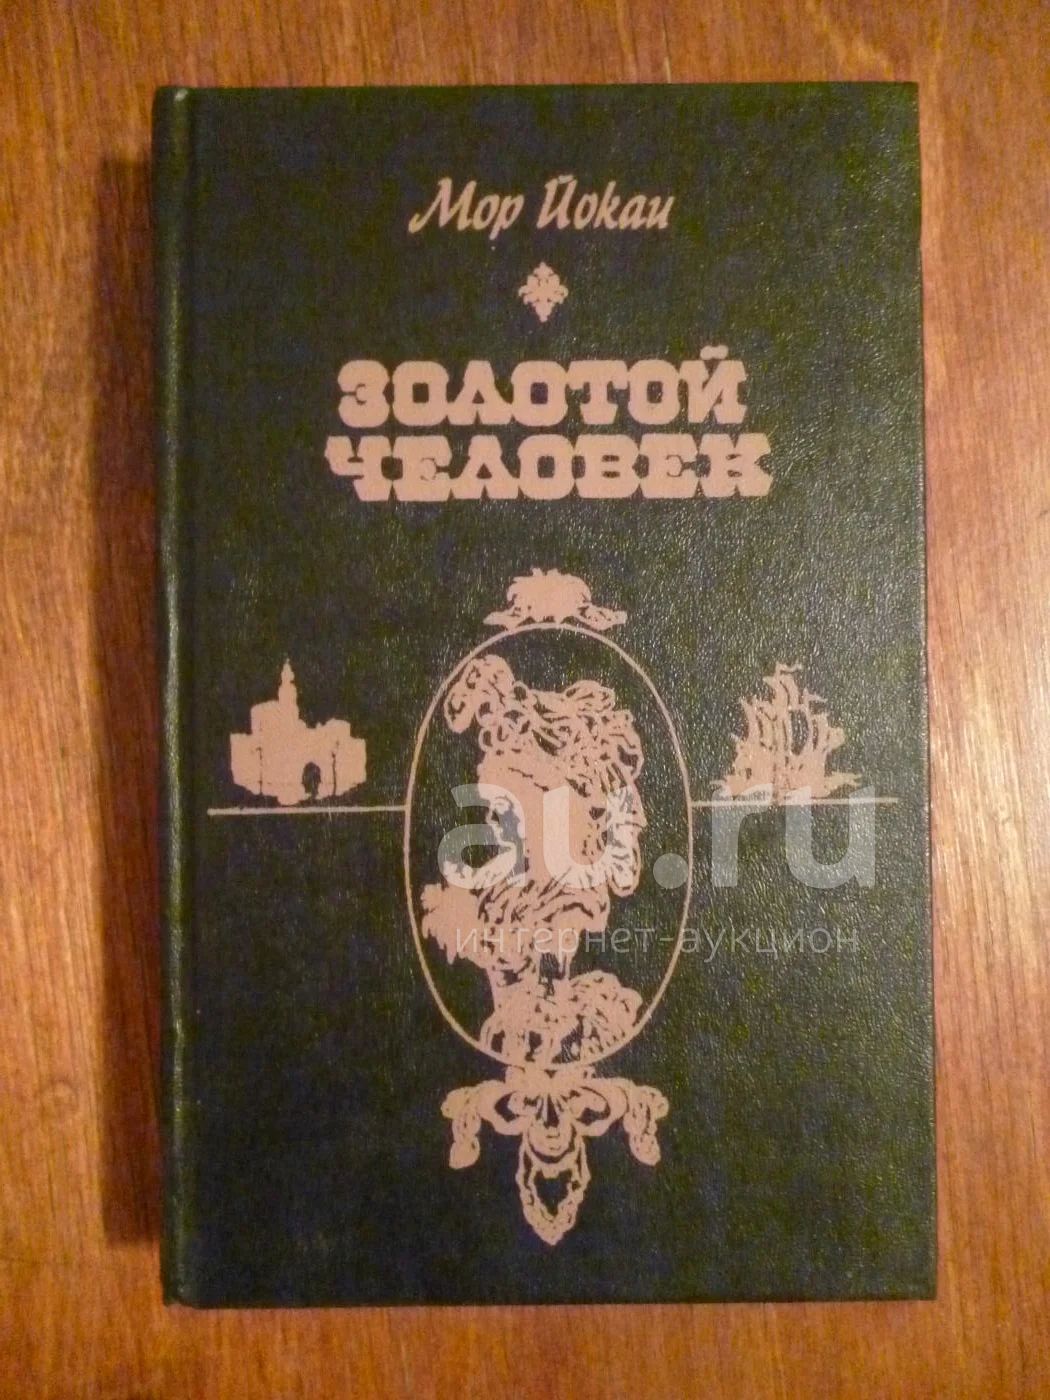 Мор Йокаи
ЗОЛОТОЙ
ЧЕЛОВЕК
au.ru
интернет-аукцион